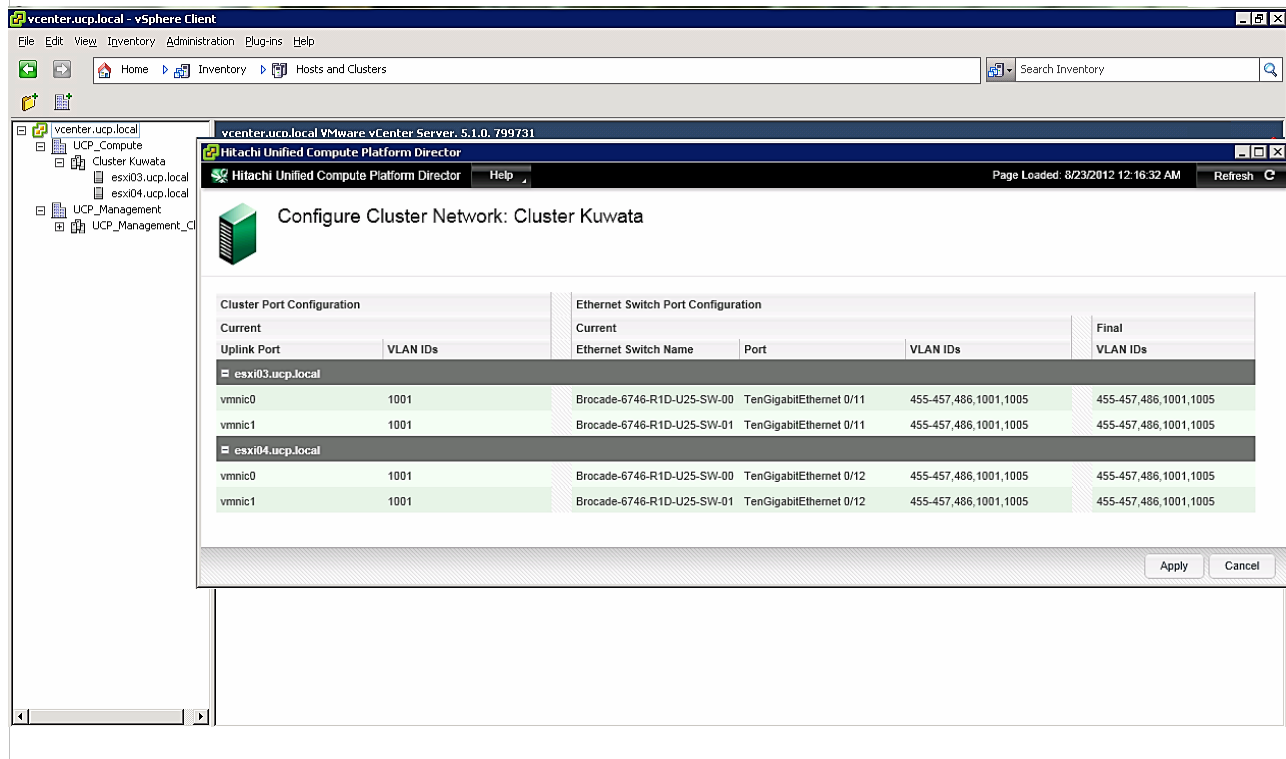 vcenter.ucp.local - vSphere Client
File Edit View Inventory Administration Plug-ins Help
Home Inventory Hosts and Clusters Search Inventory
vcenter.ucp.local
UCP_Compute
Cluster Kuwata
esxi03.ucp.local
esxi04.ucp.local
UCP_Management
UCP_Management_Cl
vcenter.ucp.local VMware vCenter Server, 5.1.0, 799731
Hitachi Unified Compute Platform Director
Hitachi Unified Compute Platform Director Help Page Loaded: 8/23/2012 12:16:32 AM Refresh
Configure Cluster Network: Cluster Kuwata
Cluster Port Configuration Ethernet Switch Port Configuration
Current Current Final
Uplink Port VLAN IDs Ethernet Switch Name Port VLAN IDs VLAN IDs
esxi03.ucp.local
vmnic0 1001 Brocade-6746-R1D-U25-SW-00 TenGigabitEthernet 0/11 455-457,486,1001,1005 455-457,486,1001,1005
vmnic1 1001 Brocade-6746-R1D-U25-SW-01 TenGigabitEthernet 0/11 455-457,486,1001,1005 455-457,486,1001,1005
esxi04.ucp.local
vmnic0 1001 Brocade-6746-R1D-U25-SW-00 TenGigabitEthernet 0/12 455-457,486,1001,1005 455-457,486,1001,1005
vmnic1 1001 Brocade-6746-R1D-U25-SW-01 TenGigabitEthernet 0/12 455-457,486,1001,1005 455-457,486,1001,1005
Apply Cancel